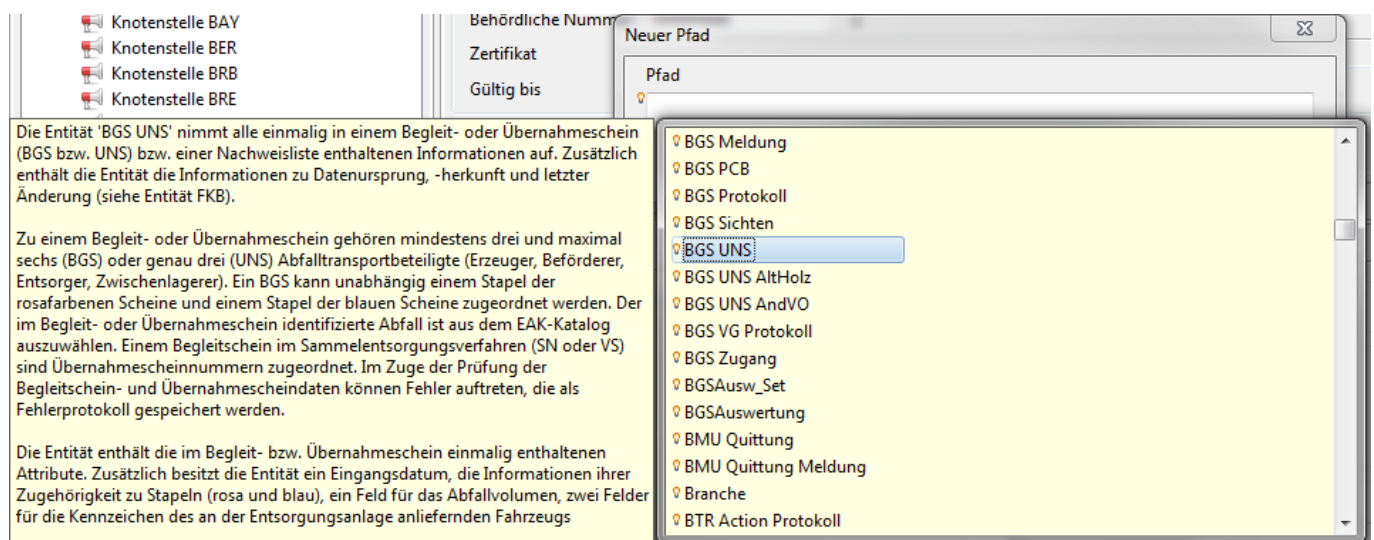 Knotenstelle BAY
Knotenstelle BER
Knotenstelle BRB
Knotenstelle BRE
Behördliche Numm
Zertifikat
Gültig bis
Neuer Pfad
Pfad
Die Entität 'BGS UNS' nimmt alle einmalig in einem Begleit- oder Übernahmeschein
(BGS bzw. UNS) bzw. einer Nachweisliste enthaltenen Informationen auf. Zusätzlich
enthält die Entität die Informationen zu Datenursprung, -herkunft und letzter
Änderung (siehe Entität FKB).
Zu einem Begleit- oder Übernahmeschein gehören mindestens drei und maximal
sechs (BGS) oder genau drei (UNS) Abfalltransportbeteiligte (Erzeuger, Beförderer,
Entsorger, Zwischenlagerer). Ein BGS kann unabhängig einem Stapel der
rosafarbenen Scheine und einem Stapel der blauen Scheine zugeordnet werden. Der
im Begleit- oder Übernahmeschein identifizierte Abfall ist aus dem EAK-Katalog
auszuwählen. Einem Begleitschein im Sammelentsorgungsverfahren (SN oder VS)
sind Übernahmescheinnummern zugeordnet. Im Zuge der Prüfung der
Begleitschein- und Übernahmescheindaten können Fehler auftreten, die als
Fehlerprotokoll gespeichert werden.
Die Entität enthält die im Begleit- bzw. Übernahmeschein einmalig enthaltenen
Attribute. Zusätzlich besitzt die Entität ein Eingangsdatum, die Informationen ihrer
Zugehörigkeit zu Stapeln (rosa und blau), ein Feld für das Abfallvolumen, zwei Felder
für die Kennzeichen des an der Entsorgungsanlage anliefernden Fahrzeugs
BGS Meldung
BGS PCB
BGS Protokoll
BGS Sichten
BGS UNS
BGS UNS AltHolz
BGS UNS AndVO
BGS VG Protokoll
BGS Zugang
BGSAusw_Set
BGSAuswertung
BMU Quittung
BMU Quittung Meldung
Branche
BTR Action Protokoll